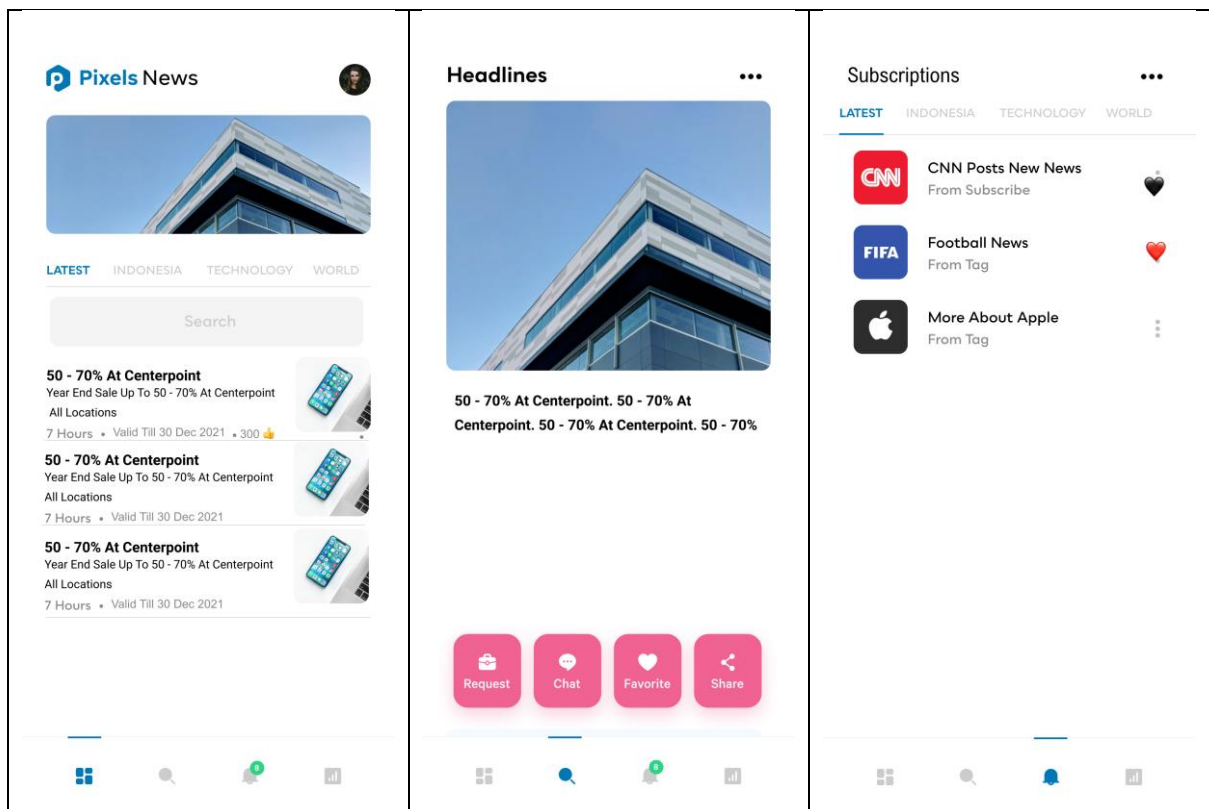 Pixels News
LATEST INDONESIA TECHNOLOGY WORLD
Search
50 - 70% At Centerpoint
Year End Sale Up To 50 - 70% At Centerpoint
All Locations
7 Hours • Valid Till 30 Dec 2021 • 300 👍
50 - 70% At Centerpoint
Year End Sale Up To 50 - 70% At Centerpoint
All Locations
7 Hours • Valid Till 30 Dec 2021
50 - 70% At Centerpoint
Year End Sale Up To 50 - 70% At Centerpoint
All Locations
7 Hours • Valid Till 30 Dec 2021
8
Headlines
50 - 70% At Centerpoint. 50 - 70% At
Centerpoint. 50 - 70% At Centerpoint. 50 - 70%
Request Chat Favorite Share
8
Subscriptions
LATEST INDONESIA TECHNOLOGY WORLD
CNN
CNN Posts New News
From Subscribe
FIFA
Football News
From Tag
More About Apple
From Tag